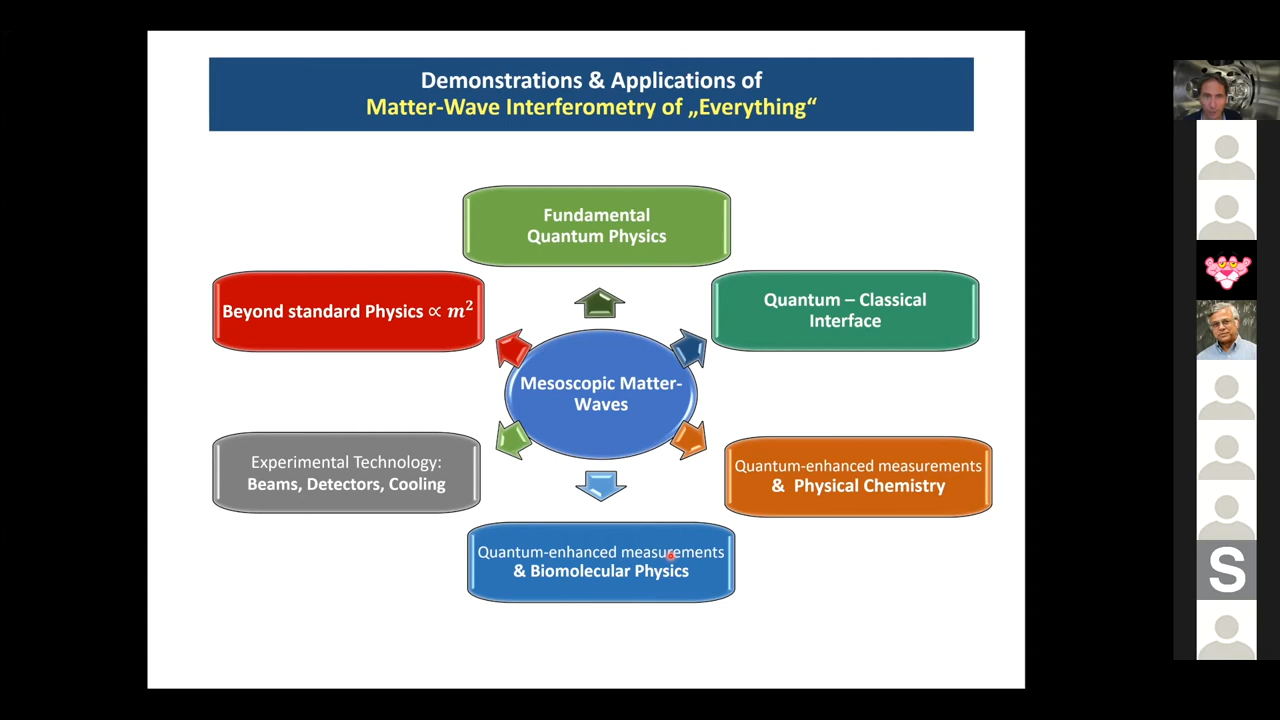 Demonstrations & Applications of
Matter-Wave Interferometry of „Everything“
Fundamental
Quantum Physics
Beyond standard Physics ∝ m²
Quantum – Classical
Interface
Mesoscopic Matter-
Waves
Experimental Technology:
Beams, Detectors, Cooling
Quantum-enhanced measurements
& Physical Chemistry
Quantum-enhanced measurements
& Biomolecular Physics
S